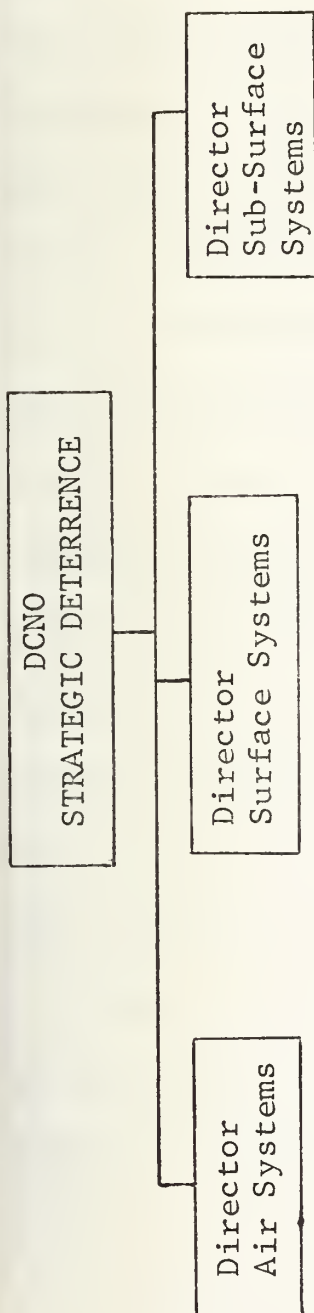 DCNO
STRATEGIC DETERRENCE
Director
Air Systems
Director
Surface Systems
Director
Sub-Surface
Systems